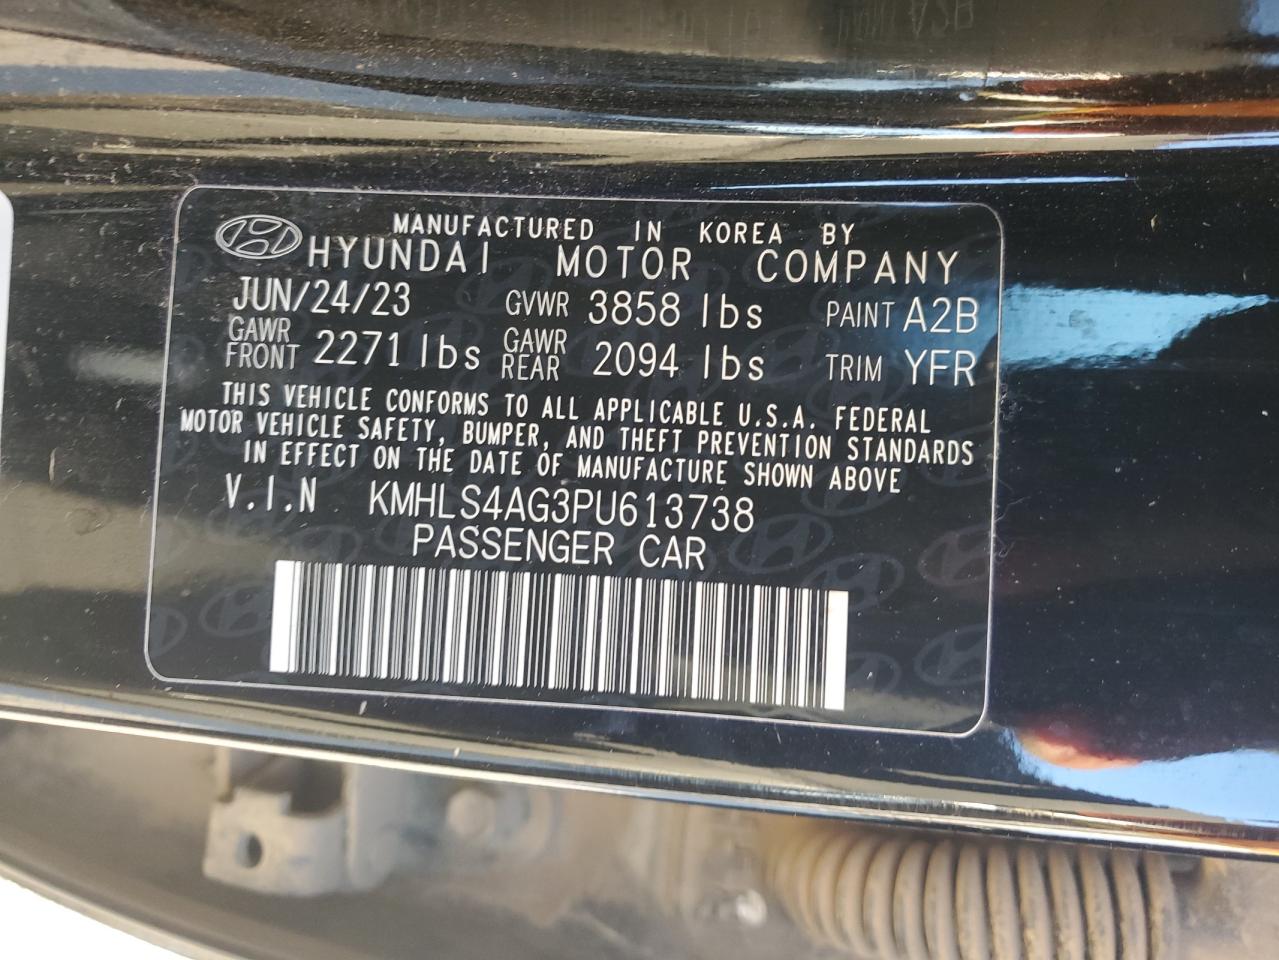 MANUFACTURED IN KOREA BY
HYUNDAI MOTOR COMPANY
JUN/24/23 GVWR 3858 lbs PAINT A2B
GAWR FRONT 2271 lbs GAWR REAR 2094 lbs TRIM YFR
THIS VEHICLE CONFORMS TO ALL APPLICABLE U.S.A. FEDERAL
MOTOR VEHICLE SAFETY, BUMPER, AND THEFT PREVENTION STANDARDS
IN EFFECT ON THE DATE OF MANUFACTURE SHOWN ABOVE
V.I.N KMHLS4AG3PU613738
PASSENGER CAR